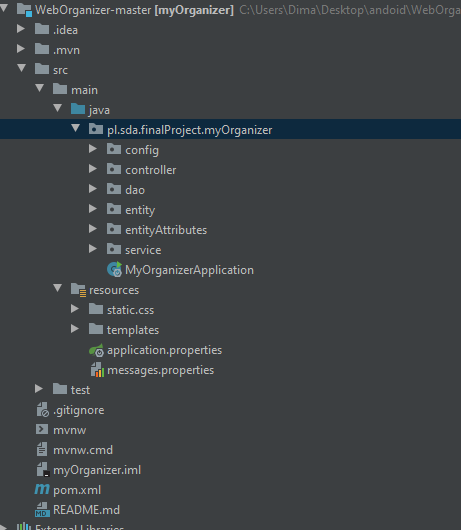 WebOrganizer-master [myOrganizer] C:\Users\Dima\Desktop\andoid\WebOrga
.idea
.mvn
src
main
java
pl.sda.finalProject.myOrganizer
config
controller
dao
entity
entityAttributes
service
MyOrganizerApplication
resources
static.css
templates
application.properties
messages.properties
test
.gitignore
mvnw
mvnw.cmd
myOrganizer.iml
pom.xml
README.md
External Libraries